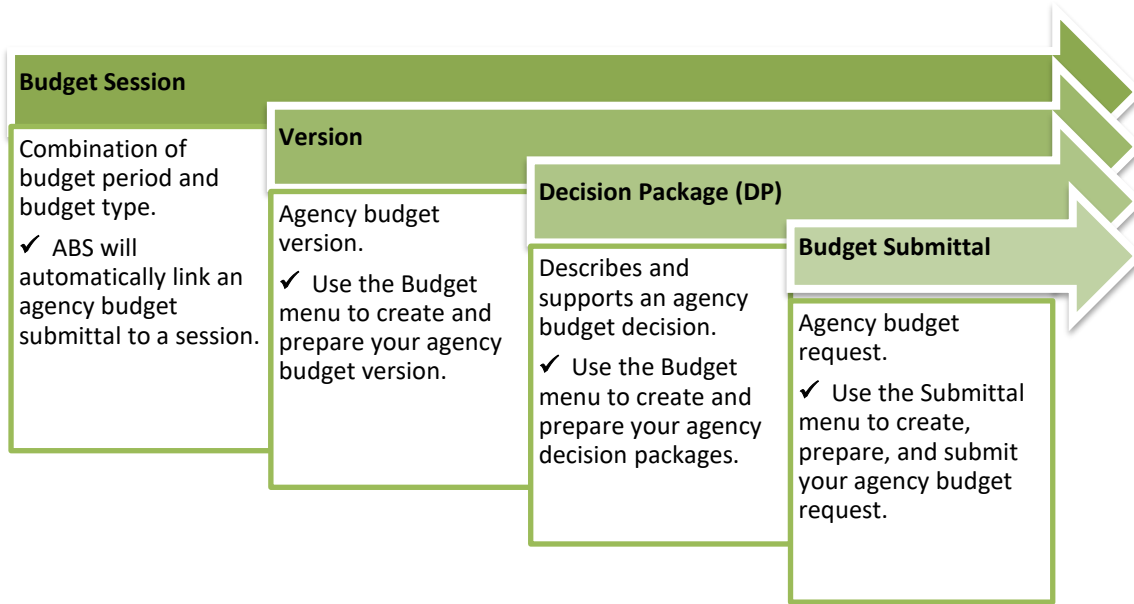 Budget Session
Combination of
budget period and
budget type.
✓ ABS will
automatically link an
agency budget
submittal to a session.
Version
Agency budget
version.
✓ Use the Budget
menu to create and
prepare your agency
budget version.
Decision Package (DP)
Describes and
supports an agency
budget decision.
✓ Use the Budget
menu to create and
prepare your agency
decision packages.
Budget Submittal
Agency budget
request.
✓ Use the Submittal
menu to create,
prepare, and submit
your agency budget
request.